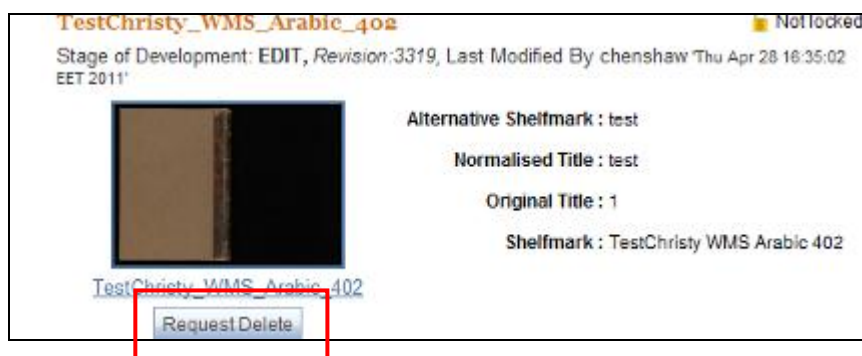 TestChristy_WMS_Arabic_402
Not locked
Stage of Development: EDIT, Revision:3319, Last Modified By chenshaw 'Thu Apr 28 16:35:02
EET 2011'
Alternative Shelfmark : test
Normalised Title : test
Original Title : 1
Shelfmark : TestChristy WMS Arabic 402
TestChristy_WMS_Arabic_402
Request Delete